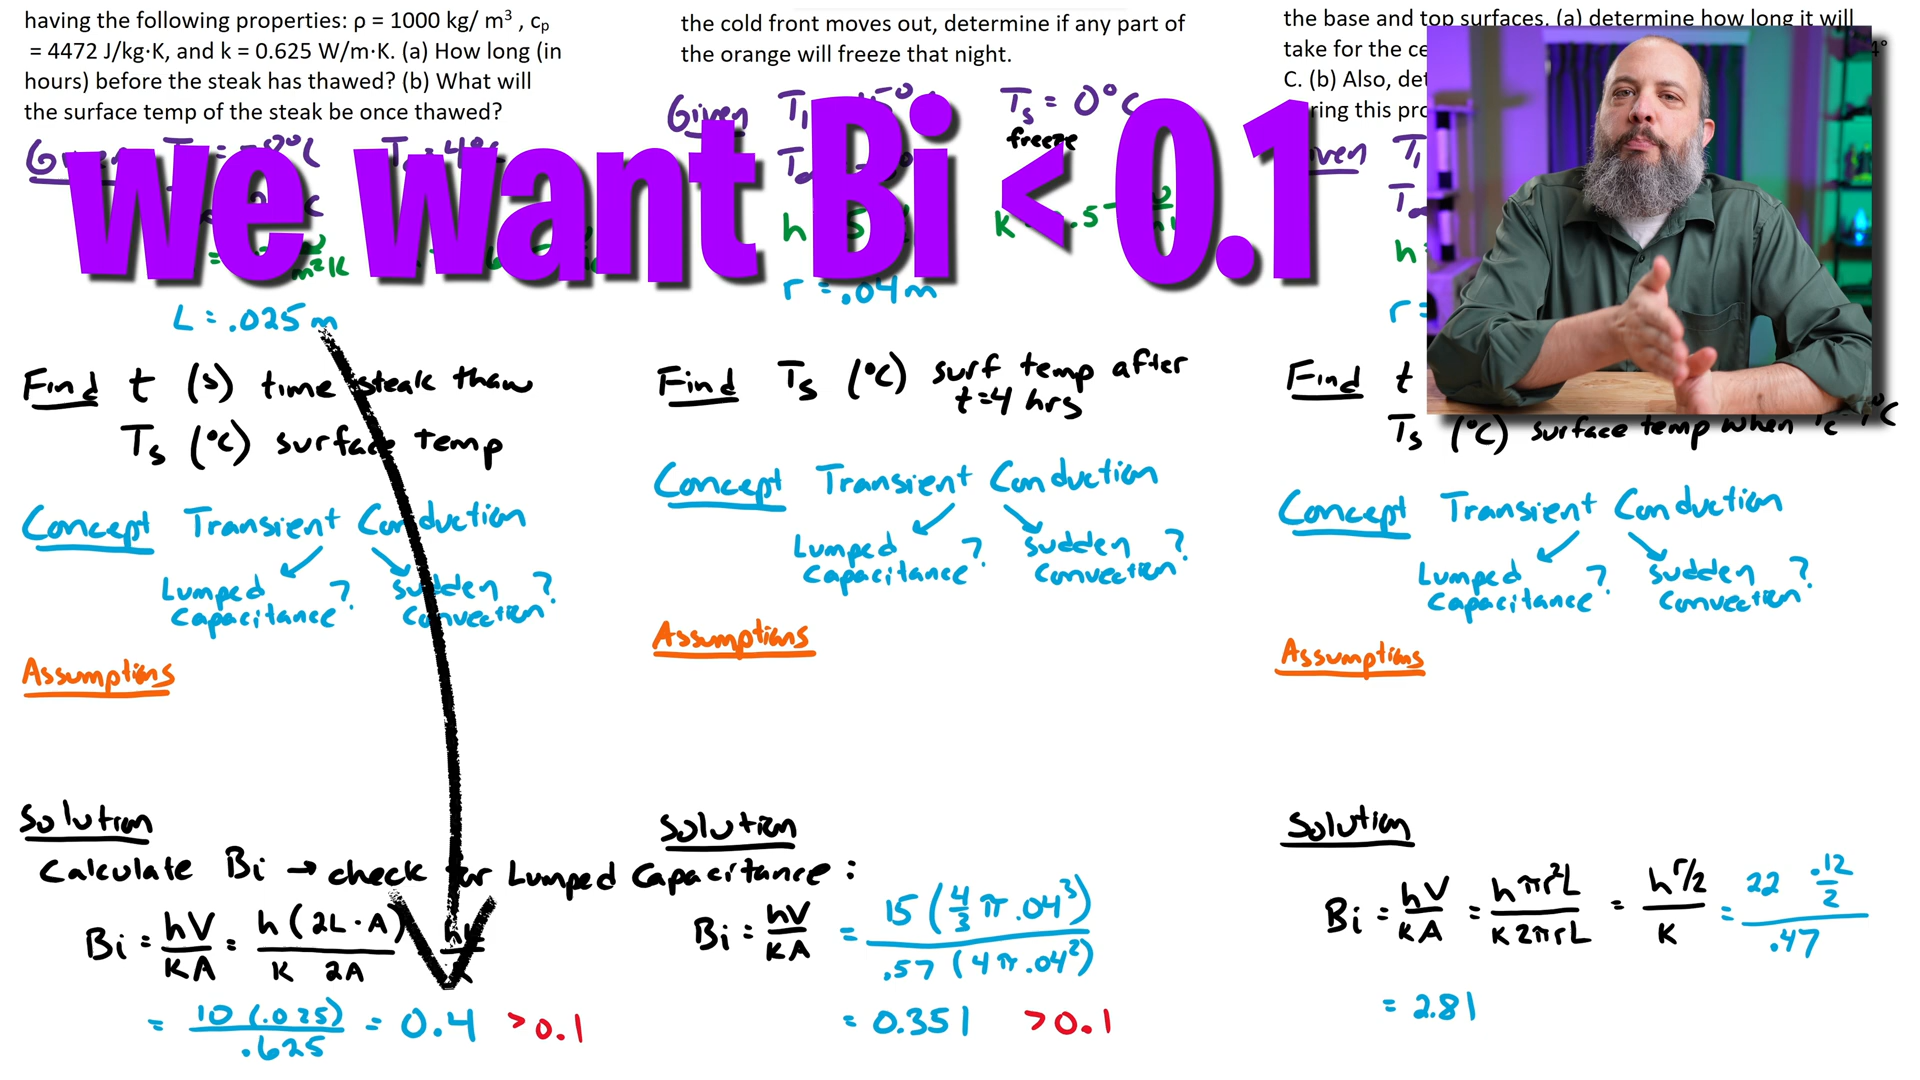 having the following properties: ρ = 1000 kg/ m³ , cₚ
= 4472 J/kg·K, and k = 0.625 W/m·K. (a) How long (in
hours) before the steak has thawed? (b) What will
the surface temp of the steak be once thawed?
we want Bi < 0.1
L = .025 m
Find t (s) time steak thaw
Ts (°C) surface temp
Concept Transient Conduction
Lumped Capacitance? Sudden Convection?
Assumptions
Solution
Calculate Bi → check for Lumped Capacitance :
Bi = hV/KA = h (2L · A)/K 2A
= 10 (.025)/.625 = 0.4 > 0.1
the cold front moves out, determine if any part of
the orange will freeze that night.
Given Ts = 0°C
freeze
r = .04m
Find Ts (°C) surf temp after
t=4 hrs
Concept Transient Conduction
Lumped Capacitance? Sudden Convection?
Assumptions
Solution
Bi = hV/KA = 15 (4/3 π .04³)/.57 (4π .04²)
= 0.351 > 0.1
the base and top surfaces. (a) determine how long it will
take for the
C. (b) Also,
Find t
Ts (°C) surface temp when
Concept Transient Conduction
Lumped Capacitance? Sudden Convection?
Assumptions
Solution
Bi = hV/KA = hπr²L/K2πrL = h r/2/K = 22 .12/2/.47
= 2.81